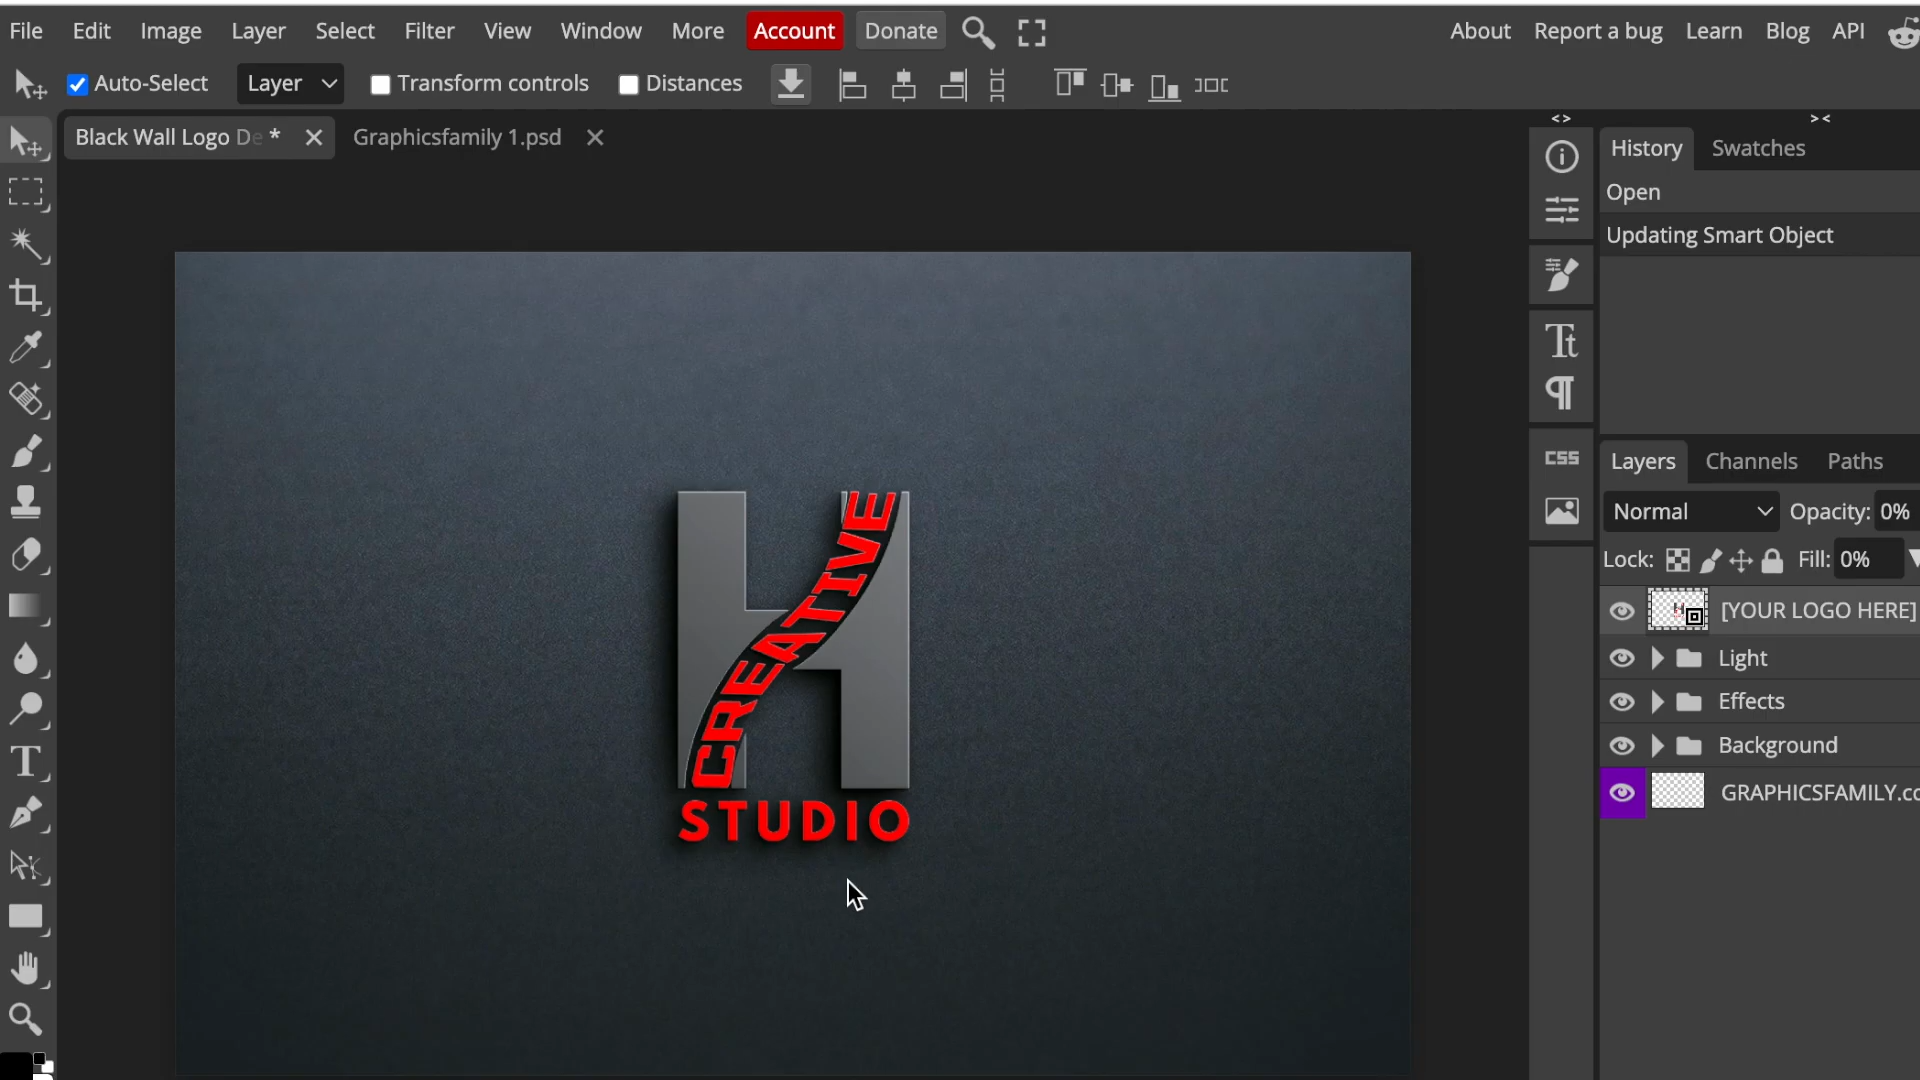 File Edit Image Layer Select Filter View Window More Account Donate About Report a bug Learn Blog API
Auto-Select Layer Transform controls Distances
Black Wall Logo De * Graphicsfamily 1.psd
History Swatches
Open
Updating Smart Object
CSS
Layers Channels Paths
Normal Opacity: 0%
Lock: Fill: 0%
[YOUR LOGO HERE]
Light
Effects
Background
GRAPHICSFAMILY.co
H
CREATIVE
STUDIO